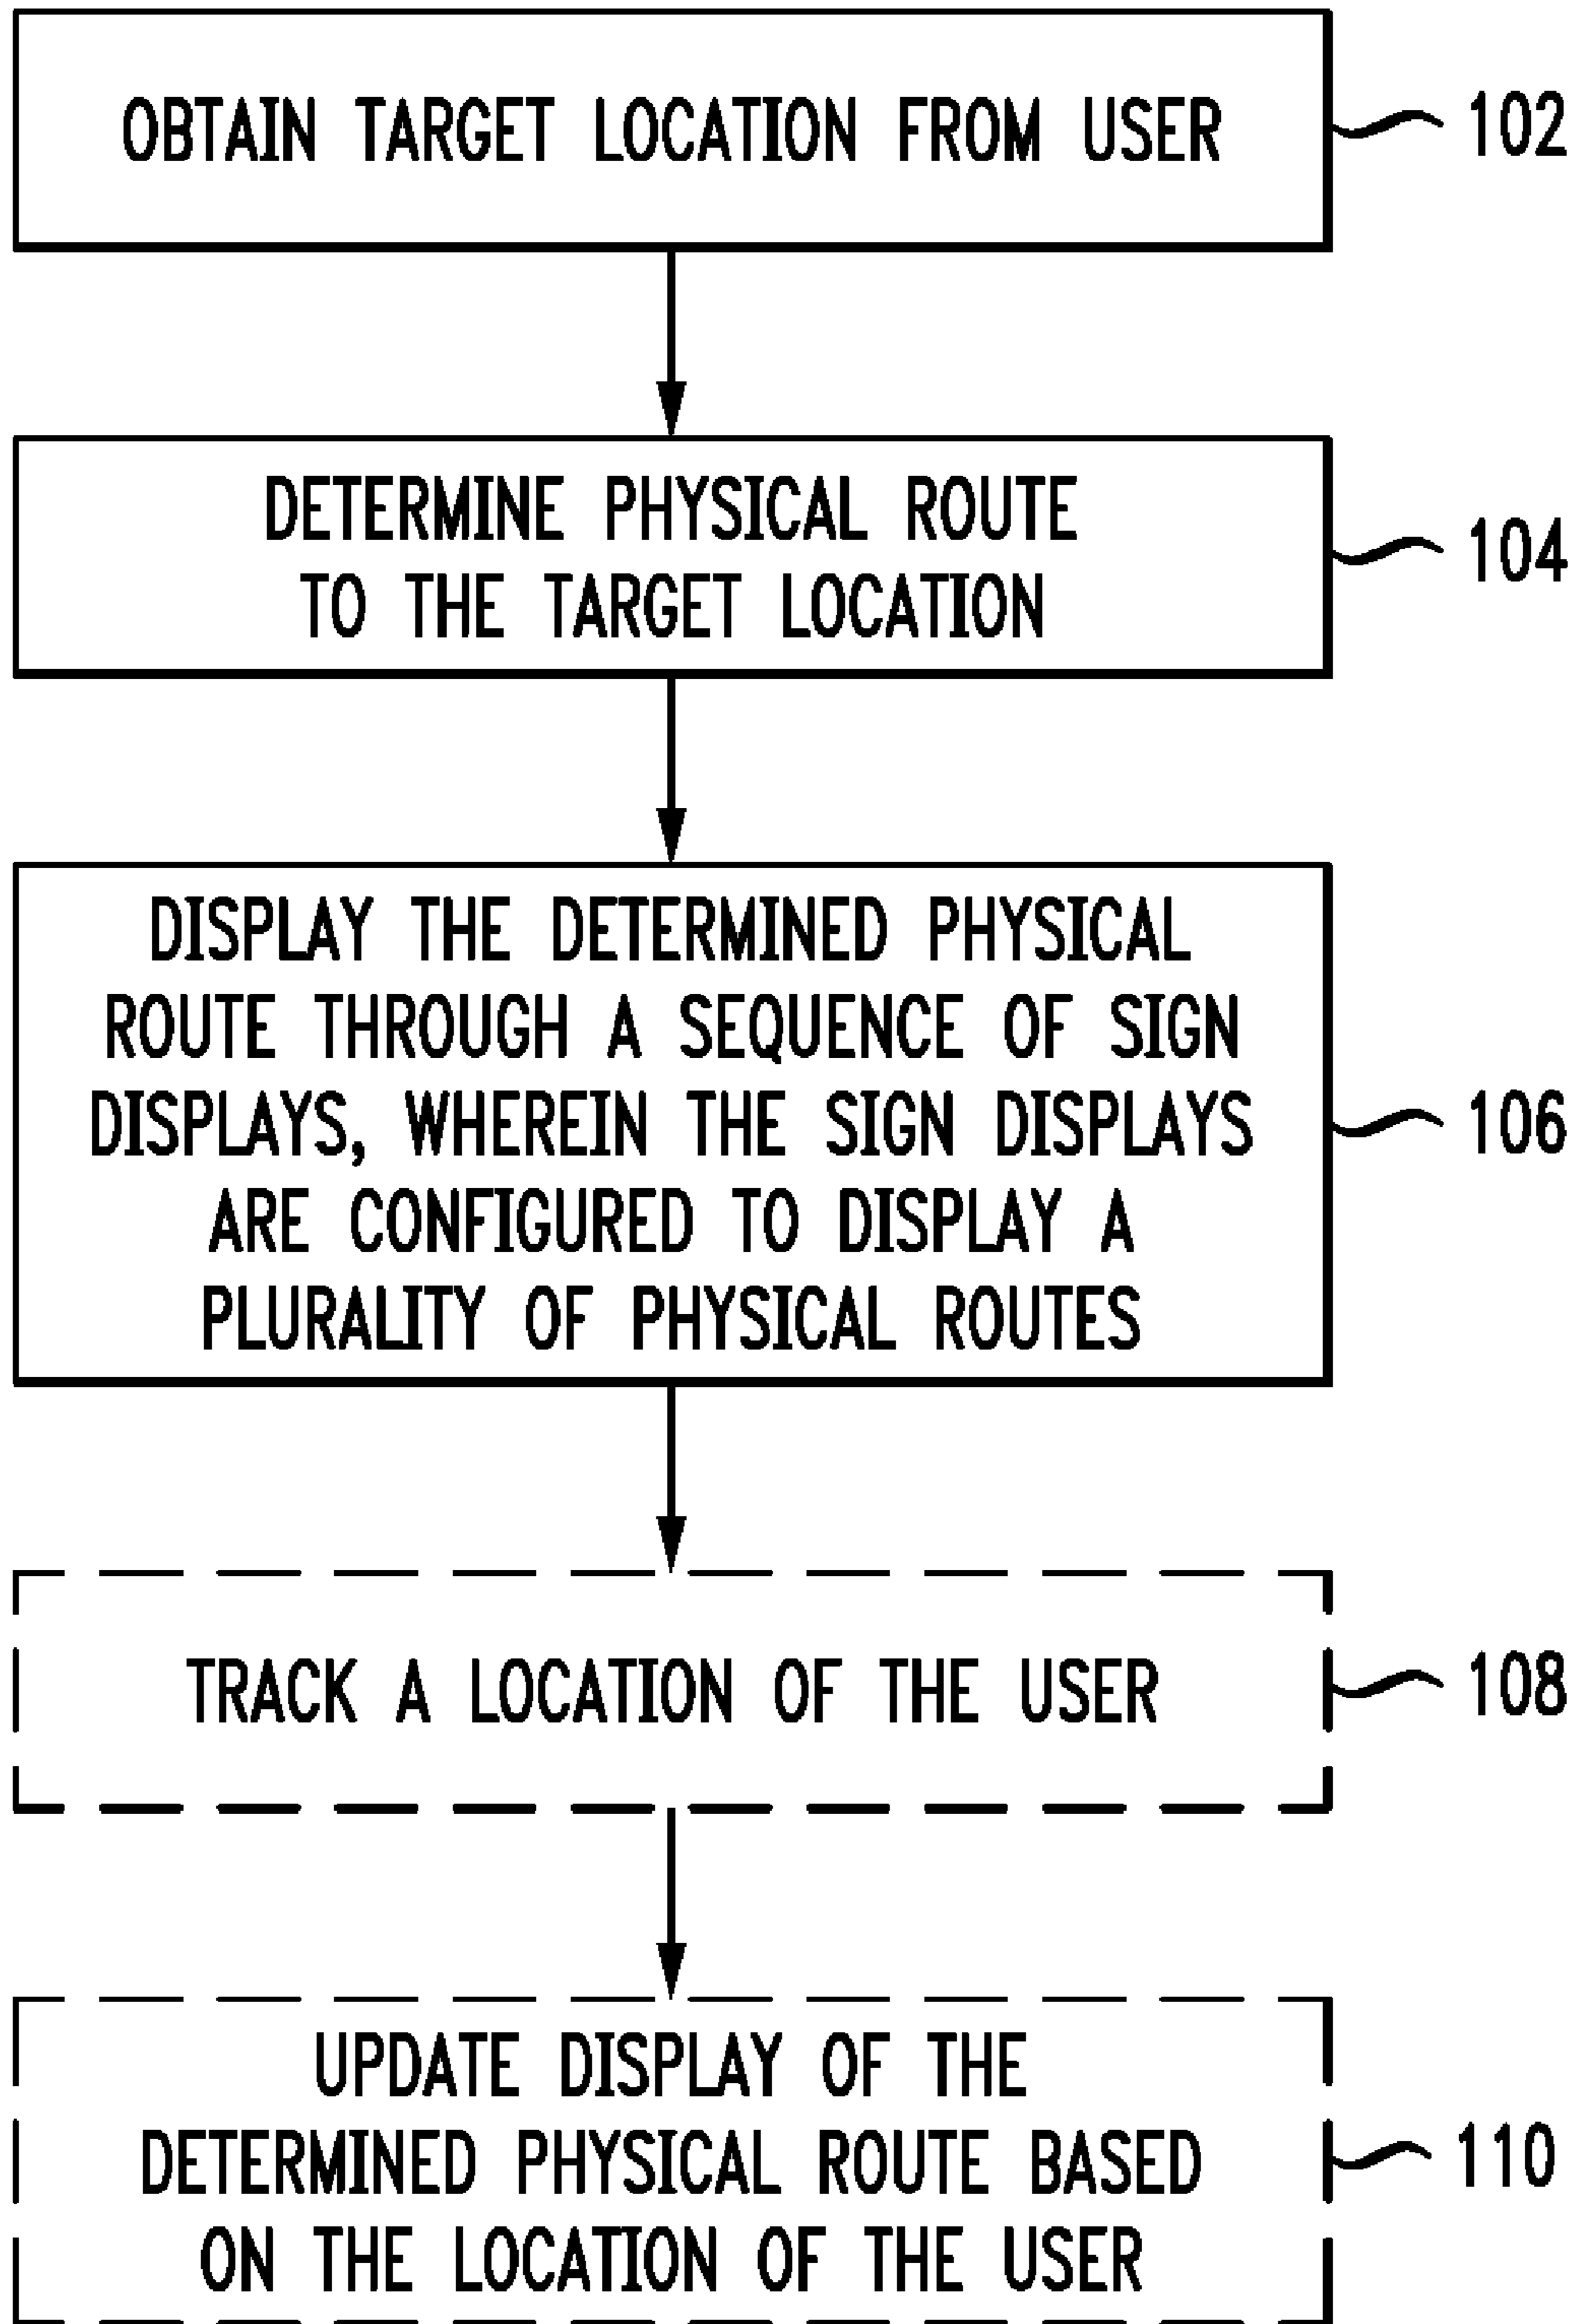 OBTAIN TARGET LOCATION FROM USER
102
DETERMINE PHYSICAL ROUTE
TO THE TARGET LOCATION
104
DISPLAY THE DETERMINED PHYSICAL
ROUTE THROUGH A SEQUENCE OF SIGN
DISPLAYS, WHEREIN THE SIGN DISPLAYS
ARE CONFIGURED TO DISPLAY A
PLURALITY OF PHYSICAL ROUTES
106
TRACK A LOCATION OF THE USER
108
UPDATE DISPLAY OF THE
DETERMINED PHYSICAL ROUTE BASED
ON THE LOCATION OF THE USER
110